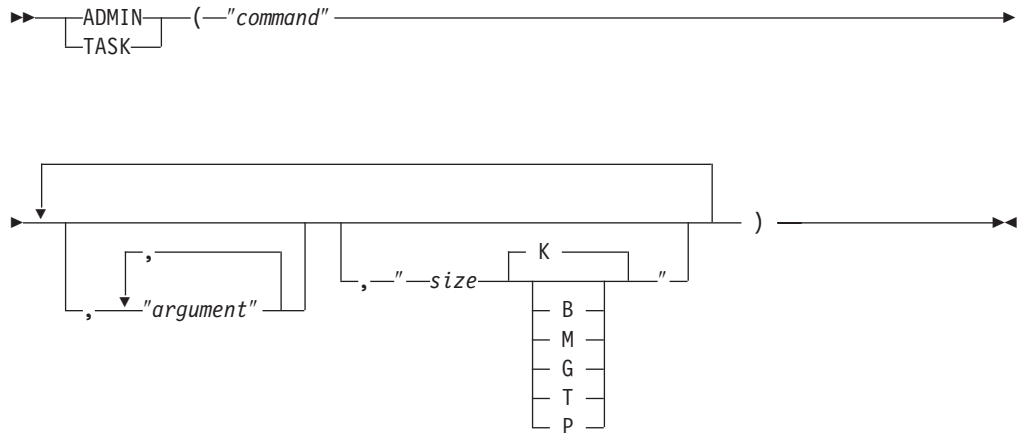 ADMIN ( "command"
TASK
)
, K
, " size "
, "argument" B
M
G
T
P